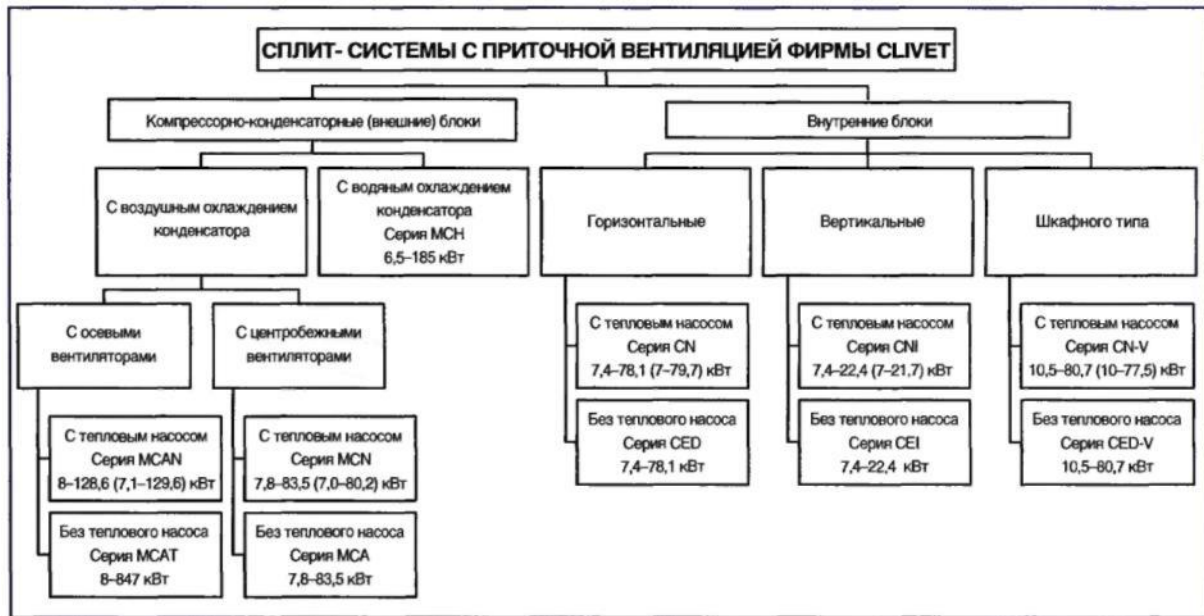 СПЛИТ- СИСТЕМЫ С ПРИТОЧНОЙ ВЕНТИЛЯЦИЕЙ ФИРМЫ CLIVET
Компрессорно-конденсаторные (внешние) блоки
Внутренние блоки
С воздушным охлаждением
конденсатора
С водяным охлаждением
конденсатора
Серия MCH
6,5–185 кВт
Горизонтальные
Вертикальные
Шкафного типа
С осевыми
вентиляторами
С центробежными
вентиляторами
С тепловым насосом
Серия CN
7,4–78,1 (7–79,7) кВт
С тепловым насосом
Серия CNI
7,4–22,4 (7–21,7) кВт
С тепловым насосом
Серия CN-V
10,5–80,7 (10–77,5) кВт
Без теплового насоса
Серия CED
7,4–78,1 кВт
Без теплового насоса
Серия CEI
7,4–22,4 кВт
Без теплового насоса
Серия CED-V
10,5–80,7 кВт
С тепловым насосом
Серия MCAN
8–128,6 (7,1–129,6) кВт
С тепловым насосом
Серия MCN
7,8–83,5 (7,0–80,2) кВт
Без теплового насоса
Серия MCAT
8–847 кВт
Без теплового насоса
Серия MCA
7,8–83,5 кВт